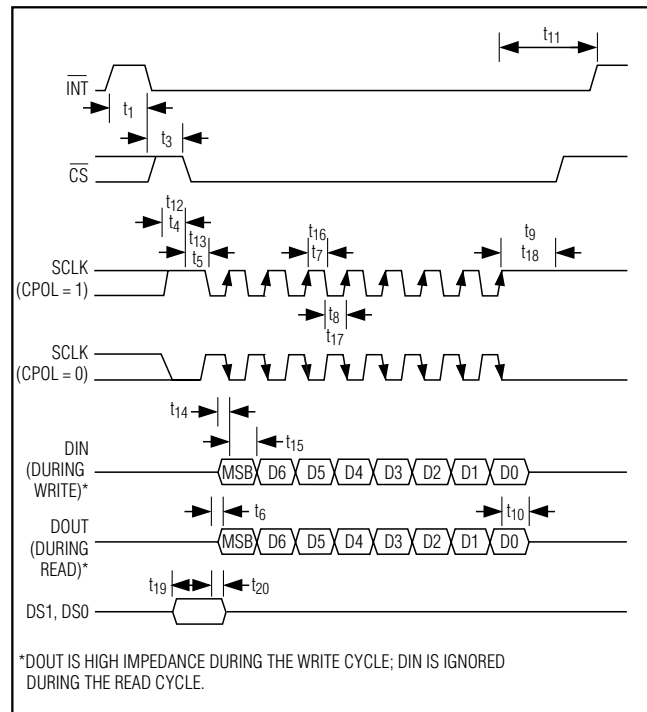 t11
INT
t1
t3
CS
t12
t4
t13
t5
t16
t7
t9
t18
SCLK
(CPOL = 1)
t8
t17
SCLK
(CPOL = 0)
t14
t15
DIN
(DURING
WRITE)*
MSB D6 D5 D4 D3 D2 D1 D0
t6
t10
DOUT
(DURING
READ)*
MSB D6 D5 D4 D3 D2 D1 D0
t19
t20
DS1, DS0
*DOUT IS HIGH IMPEDANCE DURING THE WRITE CYCLE; DIN IS IGNORED
DURING THE READ CYCLE.